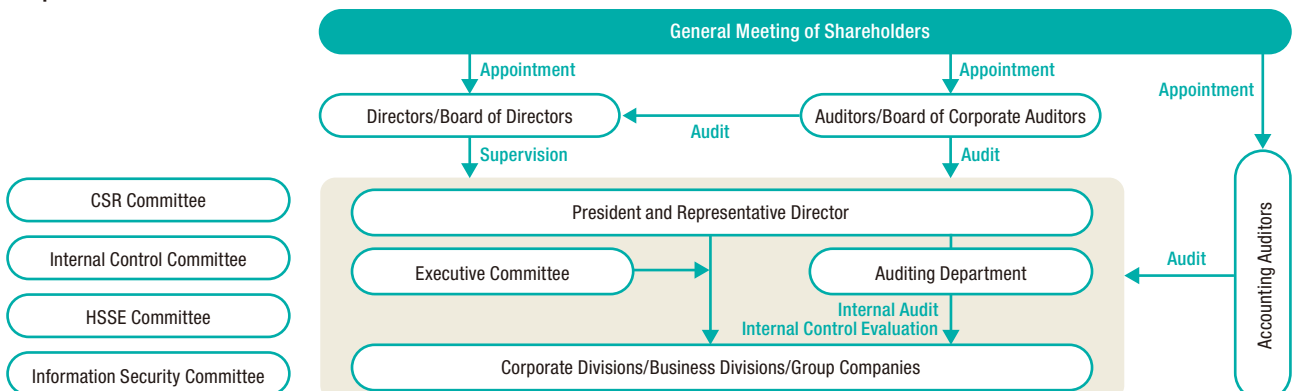 General Meeting of Shareholders
Appointment
Appointment
Appointment
Directors/Board of Directors
Audit
Auditors/Board of Corporate Auditors
Supervision
Audit
CSR Committee
Internal Control Committee
HSSE Committee
Information Security Committee
President and Representative Director
Executive Committee
Auditing Department
Internal Audit
Internal Control Evaluation
Corporate Divisions/Business Divisions/Group Companies
Audit
Accounting Auditors